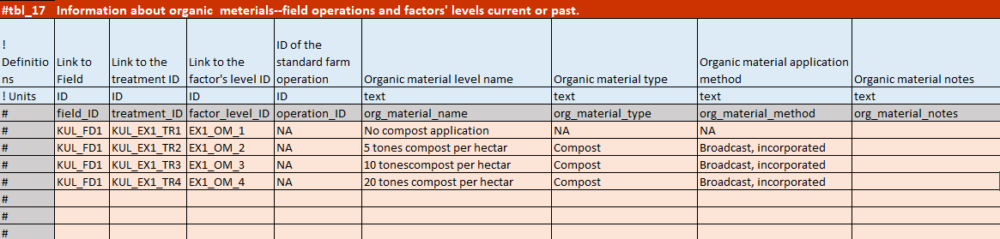 #tbl_17 Information about organic meterials--field operations and factors' levels current or past.
! Definitio ns Link to Field Link to the treatment ID Link to the factor's level ID ID of the standard farm operation Organic material level name Organic material type Organic material application method Organic material notes
! Units ID ID ID ID text text text text
# field_ID treatment_ID factor_level_ID operation_ID org_material_name org_material_type org_material_method org_material_notes
# KUL_FD1 KUL_EX1_TR1 EX1_OM_1 NA No compost application NA NA
# KUL_FD1 KUL_EX1_TR2 EX1_OM_2 NA 5 tones compost per hectar Compost Broadcast, incorporated
# KUL_FD1 KUL_EX1_TR3 EX1_OM_3 NA 10 tonescompost per hectar Compost Broadcast, incorporated
# KUL_FD1 KUL_EX1_TR4 EX1_OM_4 NA 20 tones compost per hectar Compost Broadcast, incorporated
#
#
#